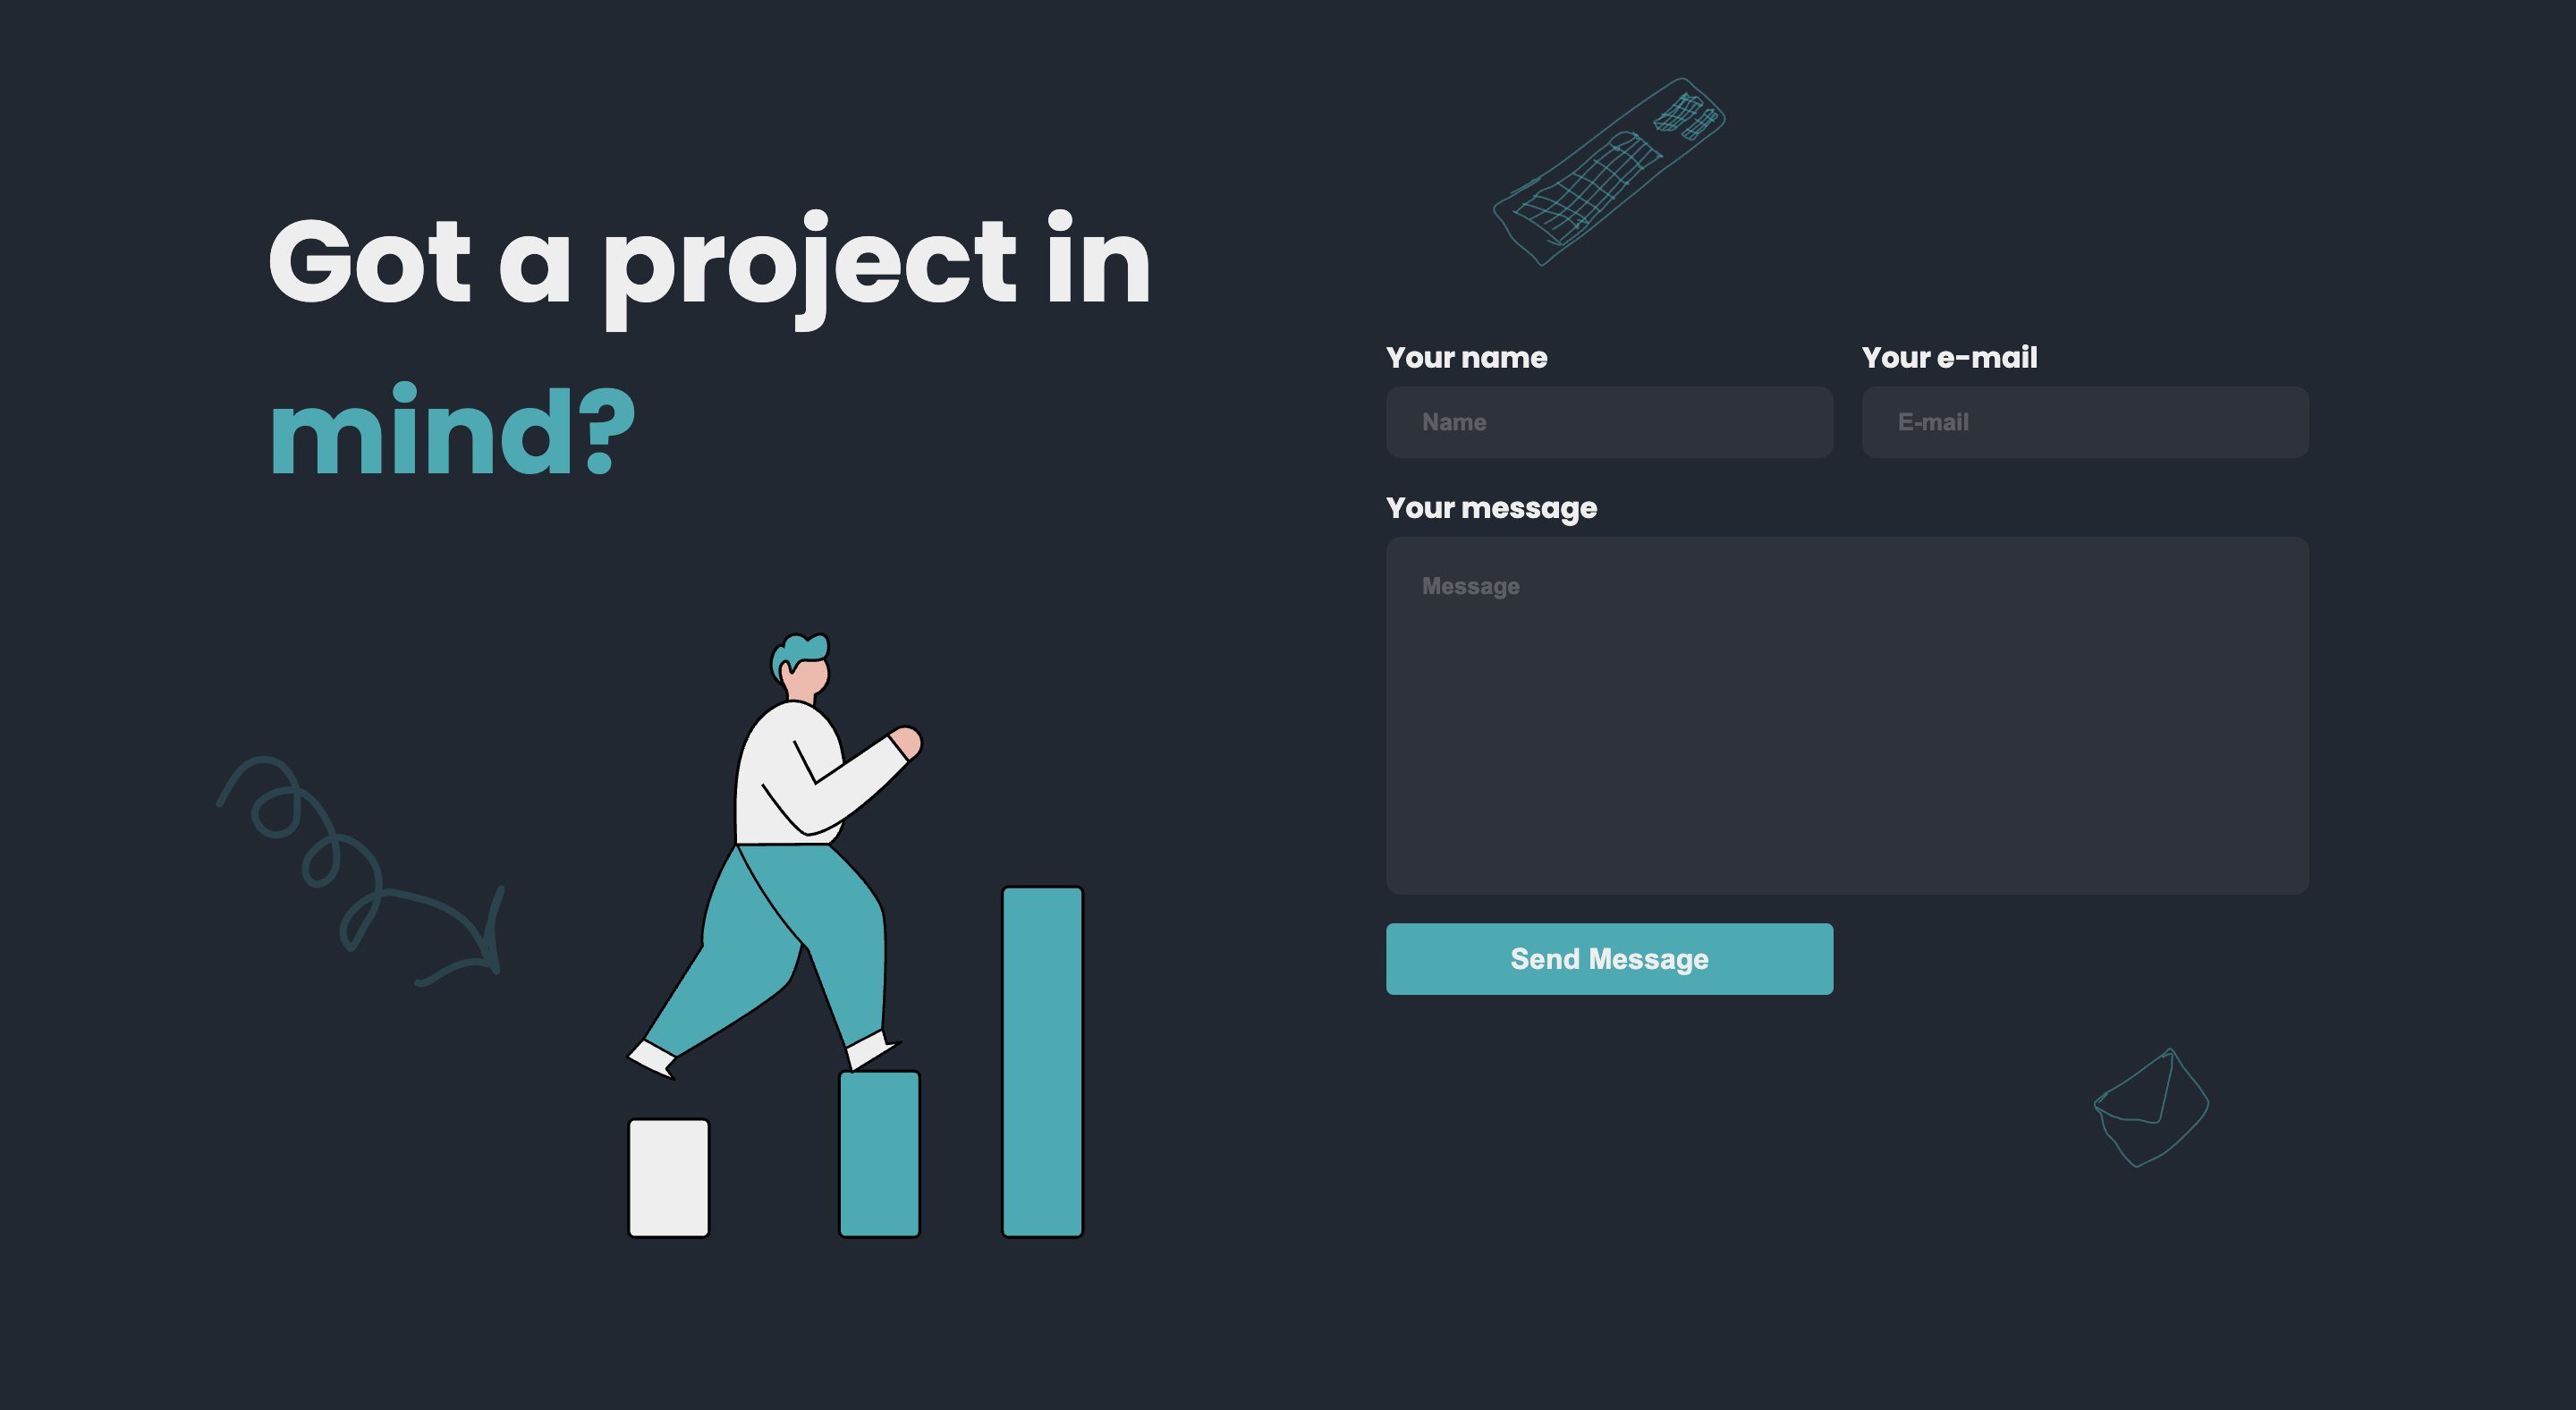 Got a project in
mind?
Your name
Your e-mail
Name
E-mail
Your message
Message
Send Message